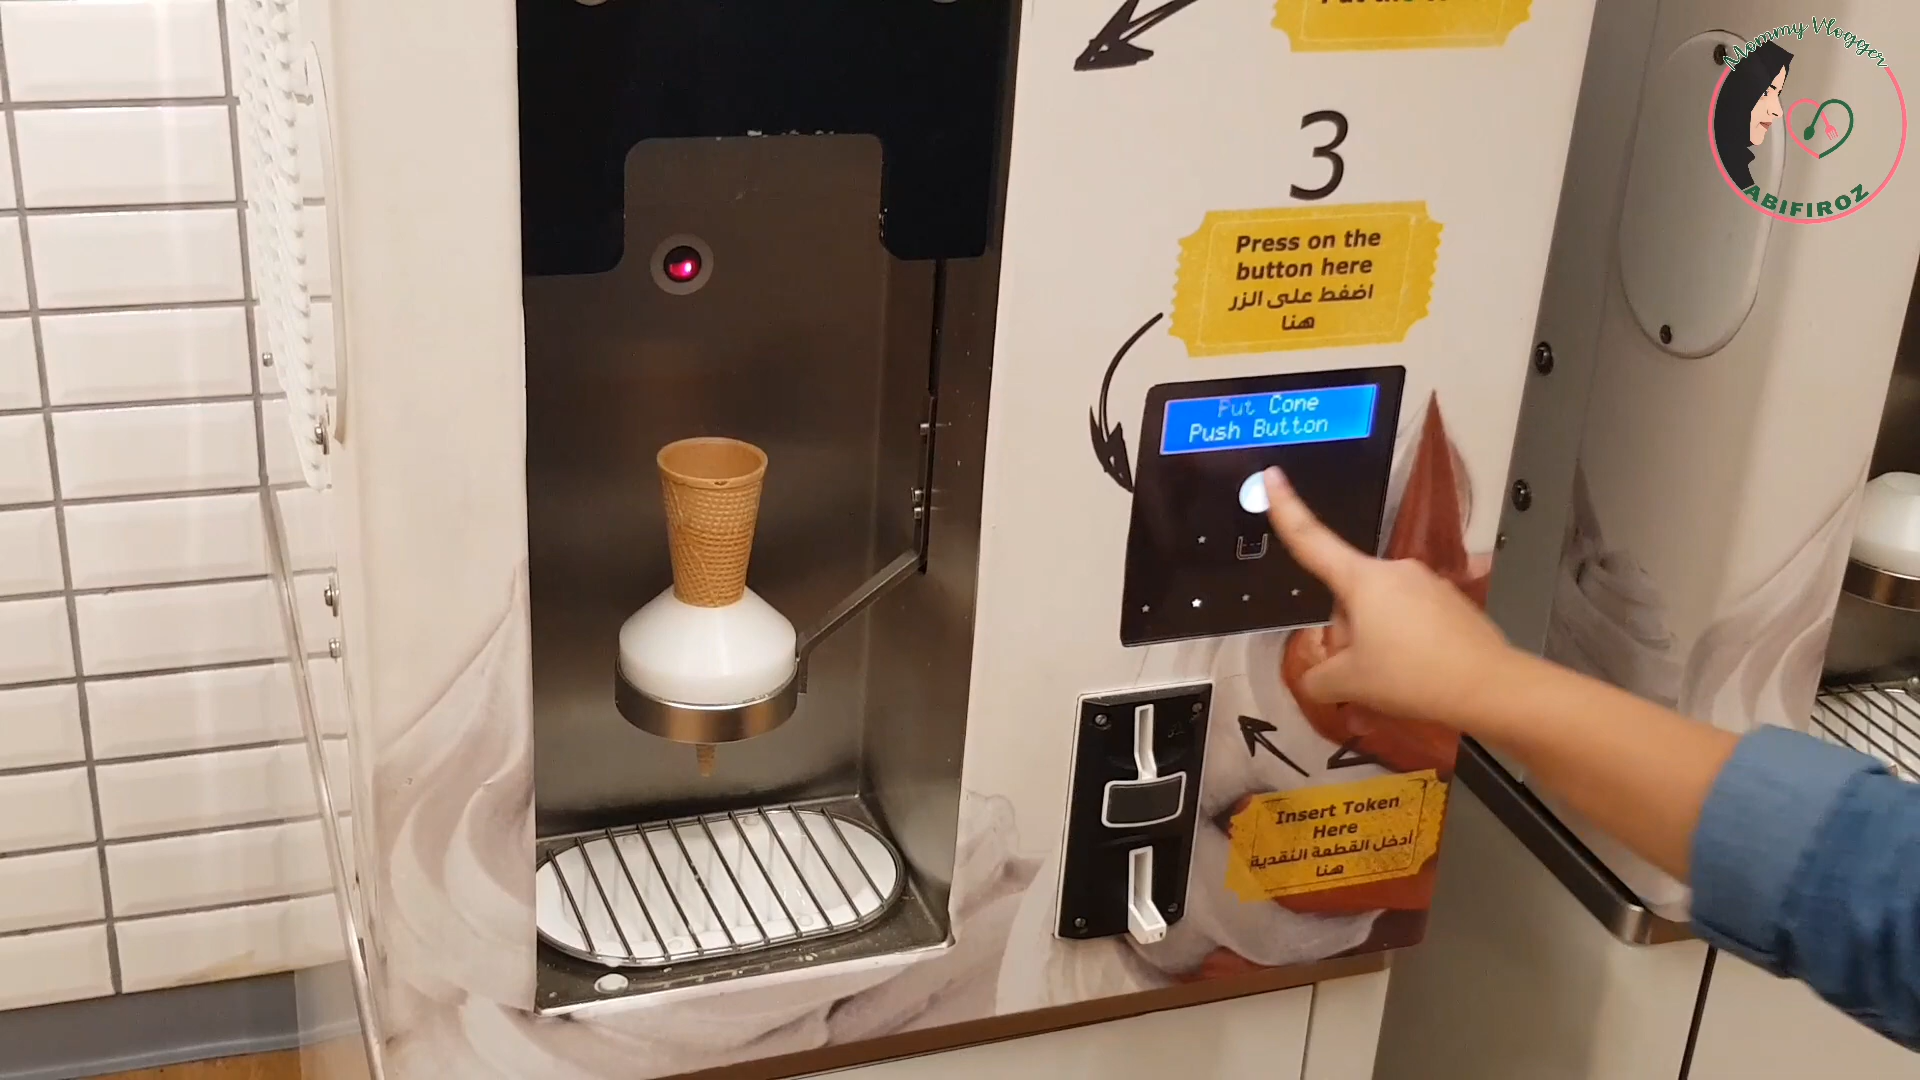 Mommy Vlogger
ABIFIROZ
3
Press on the
button here
اضغط على الزر
هنا
Put Cone
Push Button
Insert Token
Here
أدخل القطعة النقدية
هنا